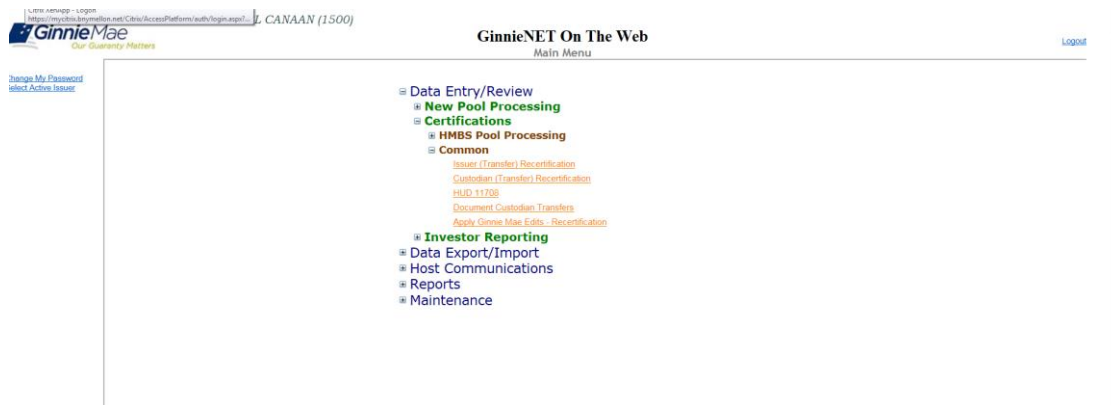 Citrix XenApp - Logon
https://mycitrix.bnymellon.net/Citrix/AccessPlatform/auth/login.aspx?...
L CANAAN (1500)
GinnieMae
Our Guaranty Matters
GinnieNET On The Web
Main Menu
Logout
Change My Password
Select Active Issuer
Data Entry/Review
New Pool Processing
Certifications
HMBS Pool Processing
Common
Issuer (Transfer) Recertification
Custodian (Transfer) Recertification
HUD 11708
Document Custodian Transfers
Apply Ginnie Mae Edits - Recertification
Investor Reporting
Data Export/Import
Host Communications
Reports
Maintenance